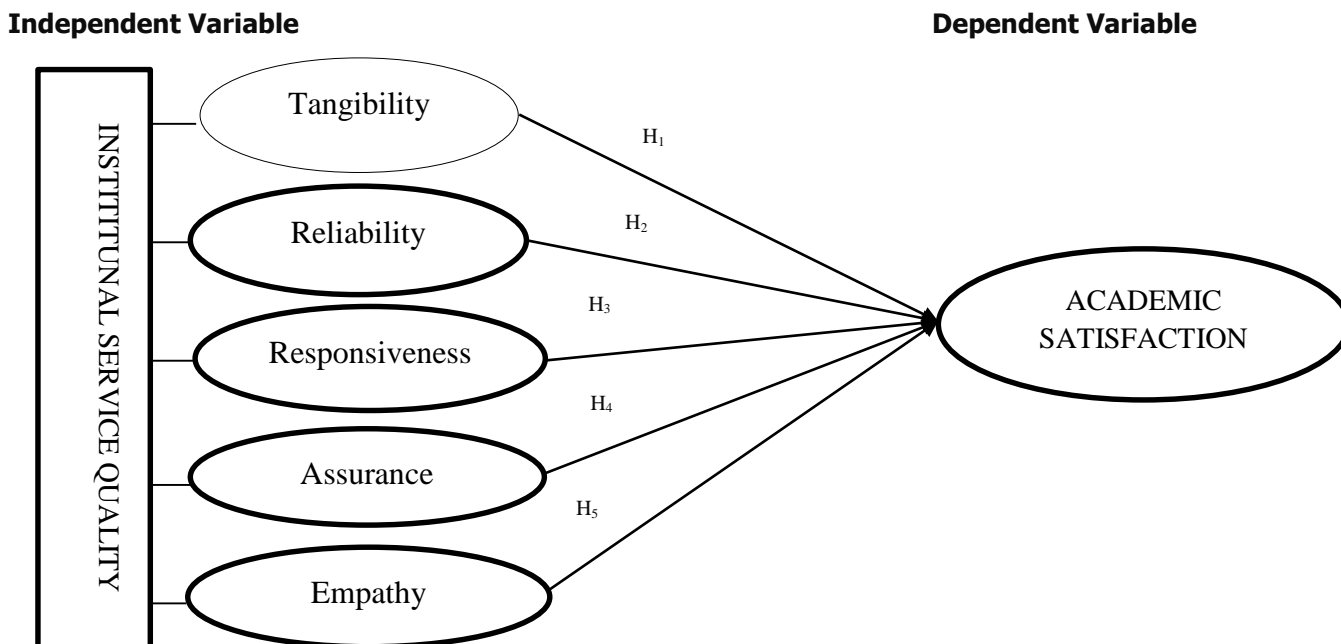 Independent Variable
Dependent Variable
INSTITITUNAL SERVICE QUALITY
Tangibility
H₁
Reliability
H₂
Responsiveness
H₃
Assurance
H₄
Empathy
H₅
ACADEMIC
SATISFACTION